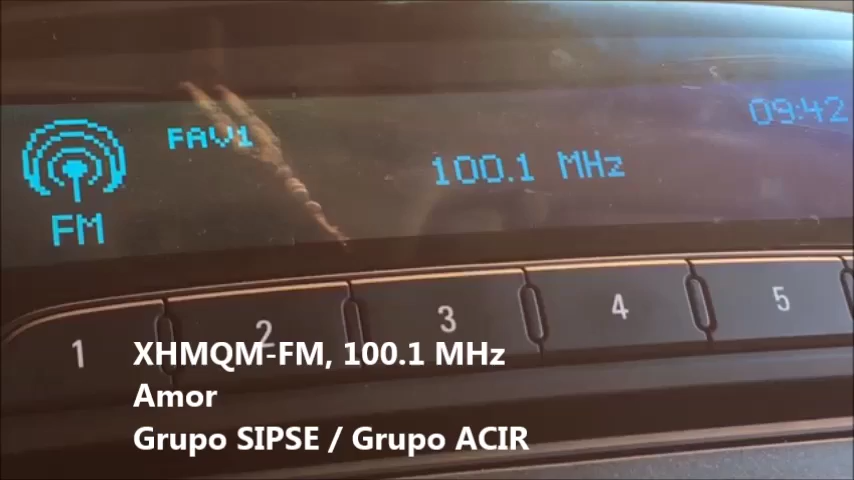 09:42
FAV1
100.1 MHz
FM
1 2 3 4 5
XHMQM-FM, 100.1 MHz
Amor
Grupo SIPSE / Grupo ACIR